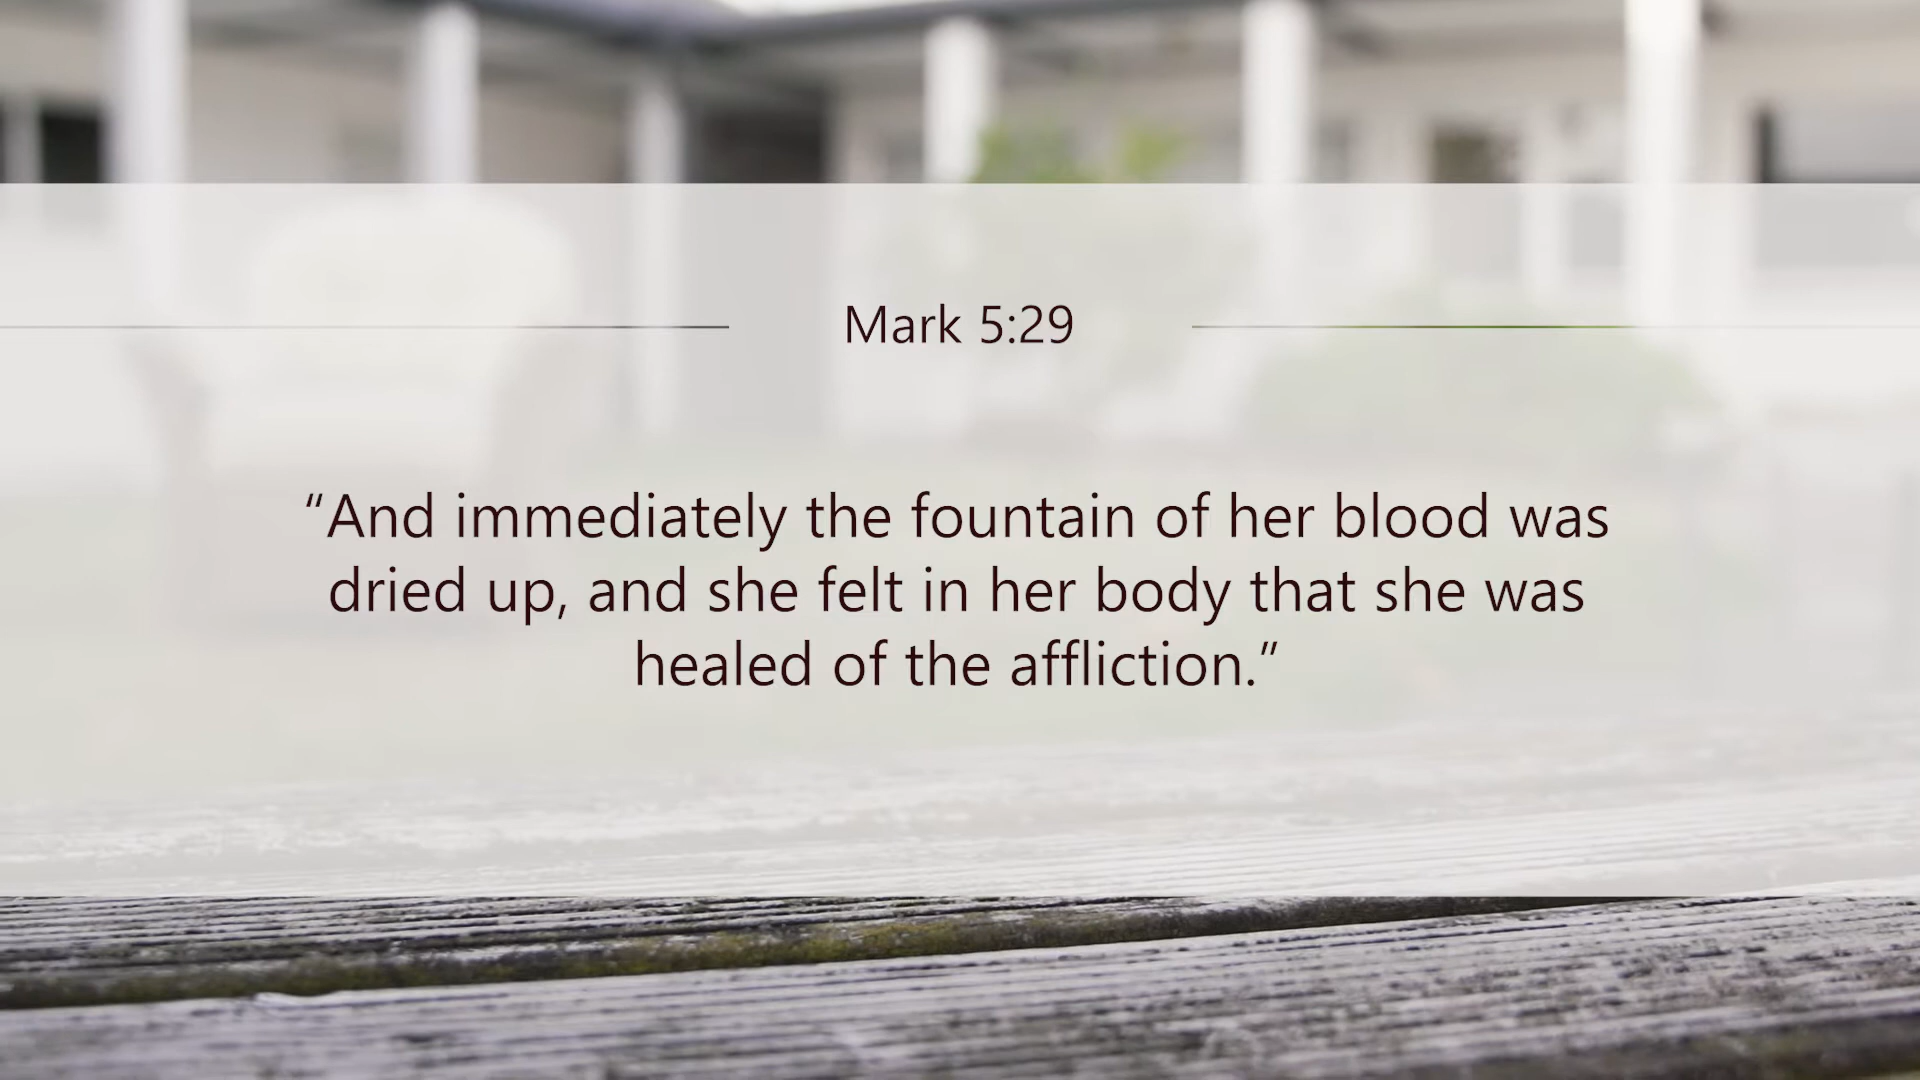 Mark 5:29
“And immediately the fountain of her blood was
dried up, and she felt in her body that she was
healed of the affliction.”